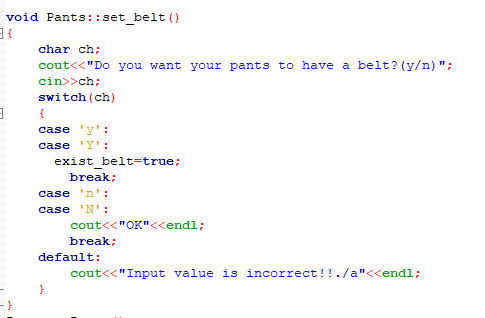 void Pants::set_belt()
{
char ch;
cout<<"Do you want your pants to have a belt?(y/n)";
cin>>ch;
switch(ch)
{
case 'y':
case 'Y':
exist_belt=true;
break;
case 'n':
case 'N':
cout<<"OK"<<endl;
break;
default:
cout<<"Input value is incorrect!!./a"<<endl;
}
}